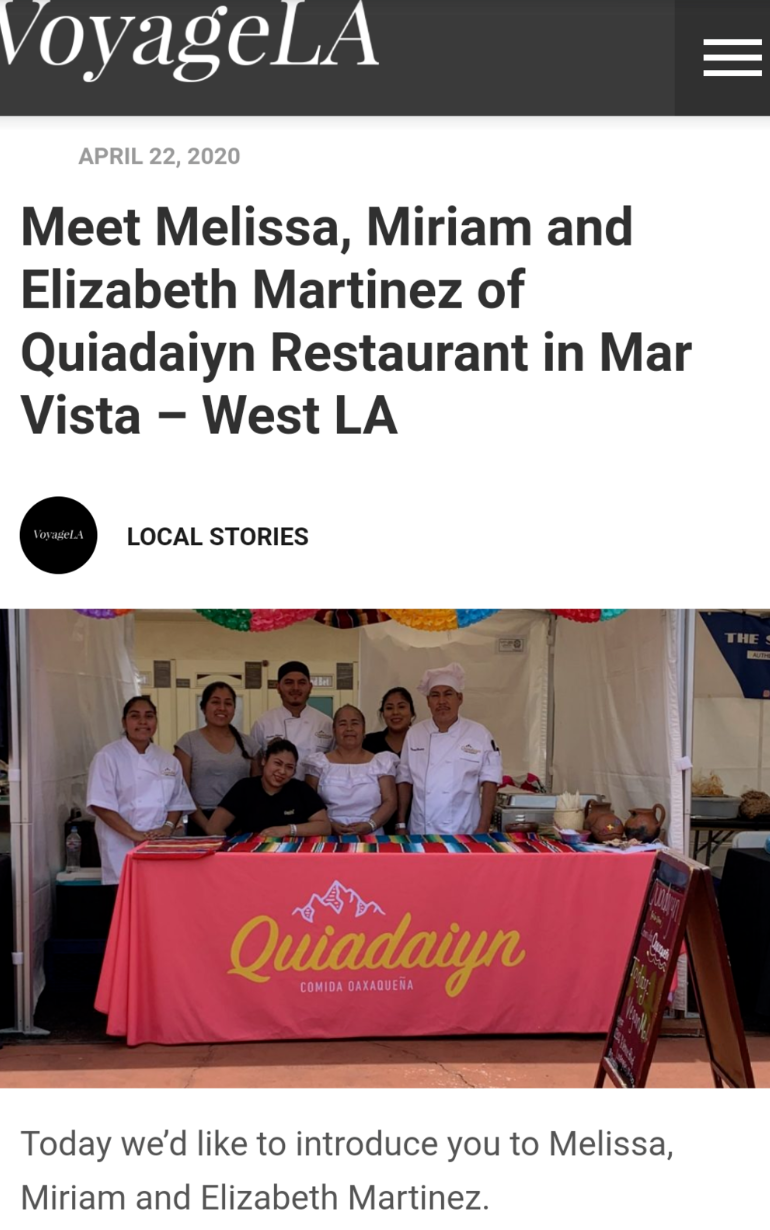 VoyageLA
APRIL 22, 2020
Meet Melissa, Miriam and
Elizabeth Martinez of
Quiadaiyn Restaurant in Mar
Vista – West LA
VoyageLA
LOCAL STORIES
THE
Quiadaiyn
COMIDA OAXAQUEÑA
Today we’d like to introduce you to Melissa,
Miriam and Elizabeth Martinez.